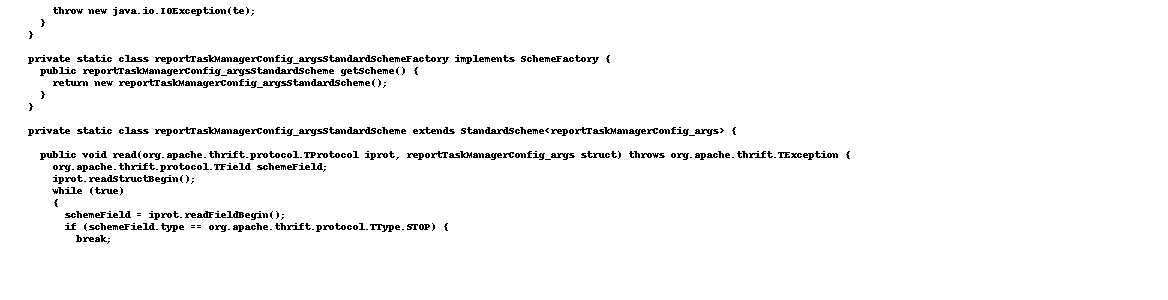 throw new java.io.IOException(te);
}
}
private static class reportTaskManagerConfig_argsStandardSchemeFactory implements SchemeFactory {
public reportTaskManagerConfig_argsStandardScheme getScheme() {
return new reportTaskManagerConfig_argsStandardScheme();
}
}
private static class reportTaskManagerConfig_argsStandardScheme extends StandardScheme<reportTaskManagerConfig_args> {
public void read(org.apache.thrift.protocol.TProtocol iprot, reportTaskManagerConfig_args struct) throws org.apache.thrift.TException {
org.apache.thrift.protocol.TField schemeField;
iprot.readStructBegin();
while (true)
{
schemeField = iprot.readFieldBegin();
if (schemeField.type == org.apache.thrift.protocol.TType.STOP) {
break;